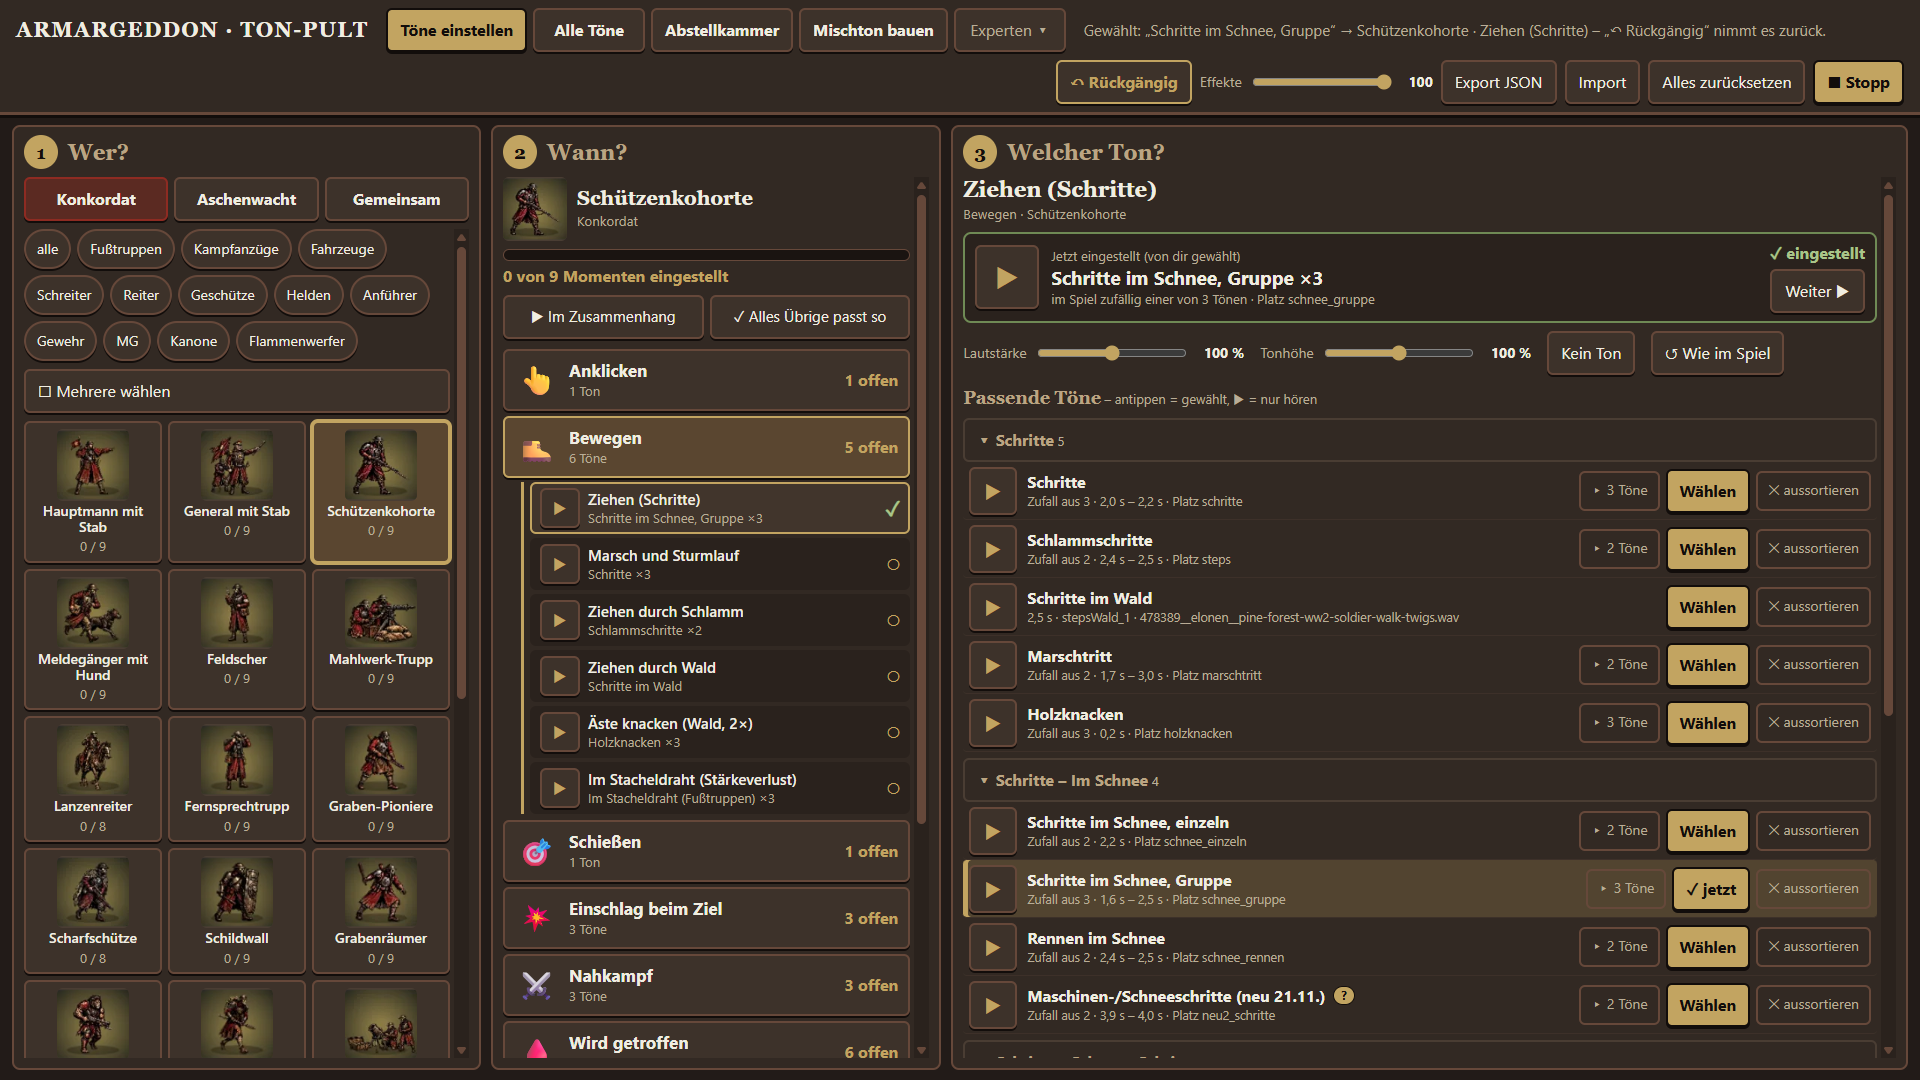 ARMARGEDDON · TON-PULT
Töne einstellen
Alle Töne
Abstellkammer
Mischton bauen
Experten ▾
Gewählt: „Schritte im Schnee, Gruppe“ → Schützenkohorte · Ziehen (Schritte) – „↶ Rückgängig“ nimmt es zurück.
↶ Rückgängig
Effekte
100
Export JSON
Import
Alles zurücksetzen
■ Stopp
1 Wer?
Konkordat
Aschenwacht
Gemeinsam
alle
Fußtruppen
Kampfanzüge
Fahrzeuge
Schreiter
Reiter
Geschütze
Helden
Anführer
Gewehr
MG
Kanone
Flammenwerfer
☐ Mehrere wählen
Hauptmann mit Stab
0 / 9
General mit Stab
0 / 9
Schützenkohorte
0 / 9
Meldegänger mit Hund
0 / 9
Feldscher
0 / 9
Mahlwerk-Trupp
0 / 9
Lanzenreiter
0 / 8
Fernsprechtrupp
0 / 9
Graben-Pioniere
0 / 9
Scharfschütze
0 / 8
Schildwall
0 / 9
Grabenräumer
0 / 9
2 Wann?
Schützenkohorte
Konkordat
0 von 9 Momenten eingestellt
▶ Im Zusammenhang
✓ Alles Übrige passt so
Anklicken
1 Ton
1 offen
Bewegen
6 Töne
5 offen
Ziehen (Schritte)
Schritte im Schnee, Gruppe ×3
✓
Marsch und Sturmlauf
Schritte ×3
Ziehen durch Schlamm
Schlammschritte ×2
Ziehen durch Wald
Schritte im Wald
Äste knacken (Wald, 2×)
Holzknacken ×3
Im Stacheldraht (Stärkeverlust)
Im Stacheldraht (Fußtruppen) ×3
Schießen
1 Ton
1 offen
Einschlag beim Ziel
3 Töne
3 offen
Nahkampf
3 Töne
3 offen
Wird getroffen
6 offen
3 Welcher Ton?
Ziehen (Schritte)
Bewegen · Schützenkohorte
Jetzt eingestellt (von dir gewählt)
Schritte im Schnee, Gruppe ×3
im Spiel zufällig einer von 3 Tönen · Platz schnee_gruppe
✓ eingestellt
Weiter ▶
Lautstärke
100 %
Tonhöhe
100 %
Kein Ton
↺ Wie im Spiel
Passende Töne – antippen = gewählt, ▶ = nur hören
▾ Schritte 5
Schritte
Zufall aus 3 · 2,0 s – 2,2 s · Platz schritte
▸ 3 Töne
Wählen
✕ aussortieren
Schlammschritte
Zufall aus 2 · 2,4 s – 2,5 s · Platz steps
▸ 2 Töne
Wählen
✕ aussortieren
Schritte im Wald
2,5 s · stepsWald_1 · 478389__elonen__pine-forest-ww2-soldier-walk-twigs.wav
Wählen
✕ aussortieren
Marschtritt
Zufall aus 2 · 1,7 s – 3,0 s · Platz marschtritt
▸ 2 Töne
Wählen
✕ aussortieren
Holzknacken
Zufall aus 3 · 0,2 s · Platz holzknacken
▸ 3 Töne
Wählen
✕ aussortieren
▾ Schritte – Im Schnee 4
Schritte im Schnee, einzeln
Zufall aus 2 · 2,2 s · Platz schnee_einzeln
▸ 2 Töne
Wählen
✕ aussortieren
Schritte im Schnee, Gruppe
Zufall aus 3 · 1,6 s – 2,5 s · Platz schnee_gruppe
▸ 3 Töne
✓ jetzt
✕ aussortieren
Rennen im Schnee
Zufall aus 2 · 2,4 s – 2,5 s · Platz schnee_rennen
▸ 2 Töne
Wählen
✕ aussortieren
Maschinen-/Schneeschritte (neu 21.11.) ?
Zufall aus 2 · 3,9 s – 4,0 s · Platz neu2_schritte
▸ 2 Töne
Wählen
✕ aussortieren